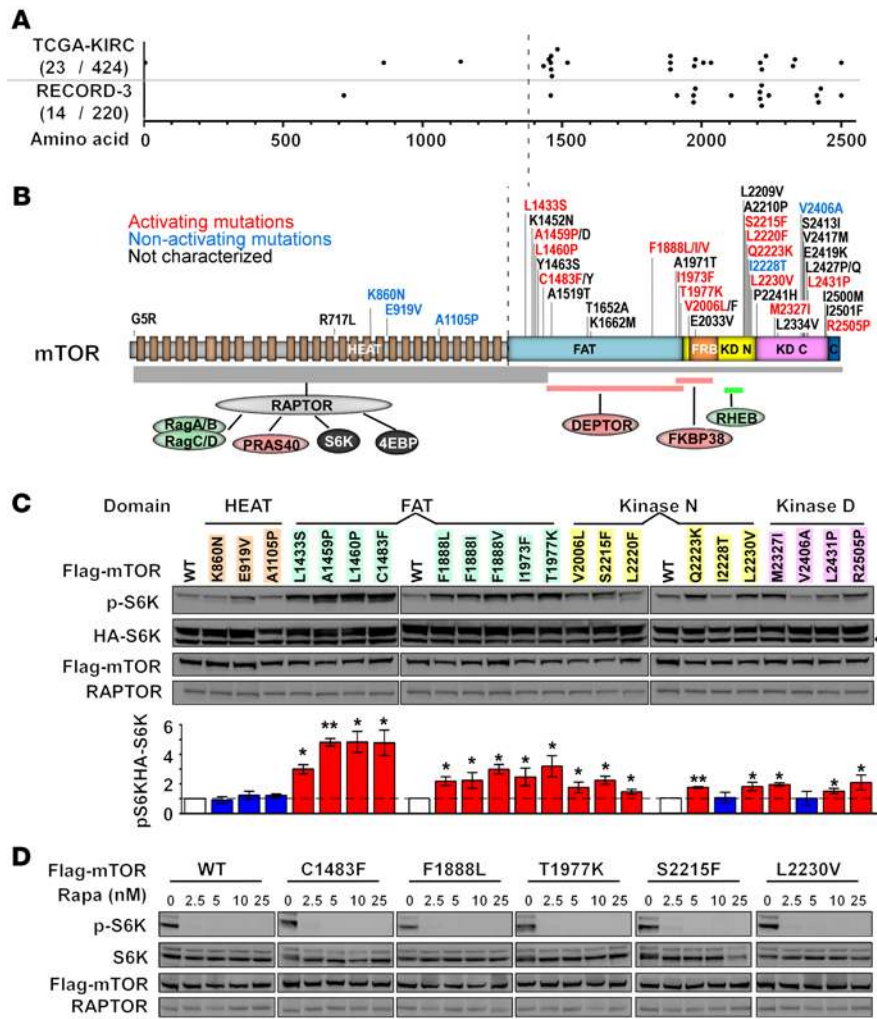 A
TCGA-KIRC
(23 / 424)
RECORD-3
(14 / 220)
Amino acid 0 500 1000 1500 2000 2500
B
Activating mutations
Non-activating mutations
Not characterized
G5R
R717L
K860N
E919V
A1105P
L1433S
K1452N
A1459P/D
L1460P
Y1463S
C1483F/Y
A1519T
T1652A
K1662M
F1888L/I/V
A1971T
I1973F
T1977K
V2006L/F
E2033V
L2209V
A2210P
S2215F
L2220F
Q2223K
I2228T
L2230V
P2241H
M2327I
L2334V
V2406A
S2413I
V2417M
E2419K
L2427P/Q
L2431P
I2500M
I2501F
R2505P
mTOR HEAT FAT FRB KD N KD C C
RAPTOR
RagA/B
RagC/D
PRAS40
S6K
4EBP
DEPTOR
FKBP38
RHEB
C
Domain HEAT FAT Kinase N Kinase D
Flag-mTOR WT K860N E919V A1105P L1433S A1459P L1460P C1483F WT F1888L F1888I F1888V I1973F T1977K V2006L S2215F L2220F WT Q2223K I2228T L2230V M2327I V2406A L2431P R2505P
p-S6K
HA-S6K
Flag-mTOR
RAPTOR
pS6KHA-S6K
6
4
2
0
* ** * * * * * * * * * * ** * * * *
D
Flag-mTOR WT C1483F F1888L T1977K S2215F L2230V
Rapa (nM) 0 2.5 5 10 25 0 2.5 5 10 25 0 2.5 5 10 25 0 2.5 5 10 25 0 2.5 5 10 25 0 2.5 5 10 25
p-S6K
S6K
Flag-mTOR
RAPTOR